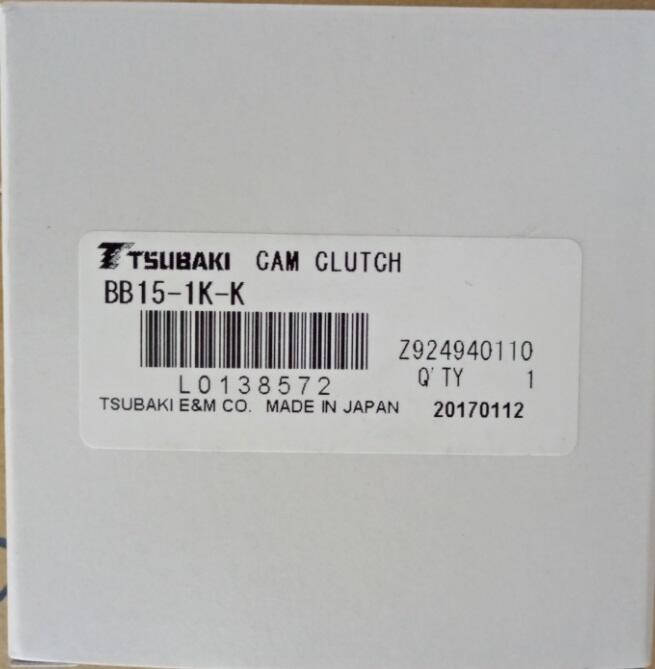 TSUBAKI CAM CLUTCH
BB15-1K-K
Z924940110
L0138572
Q'TY 1
TSUBAKI E&M CO. MADE IN JAPAN 20170112